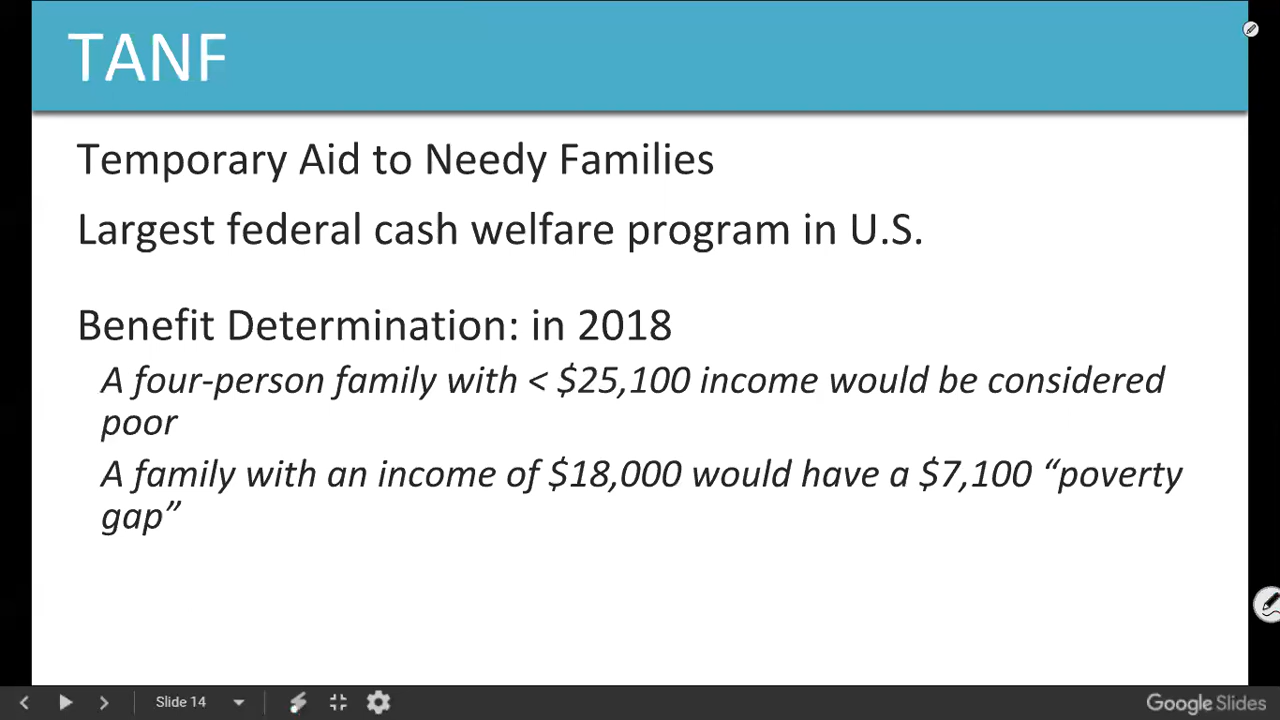 TANF
Temporary Aid to Needy Families
Largest federal cash welfare program in U.S.
Benefit Determination: in 2018
A four-person family with < $25,100 income would be considered
poor
A family with an income of $18,000 would have a $7,100 “poverty
gap”
Slide 14
Google Slides